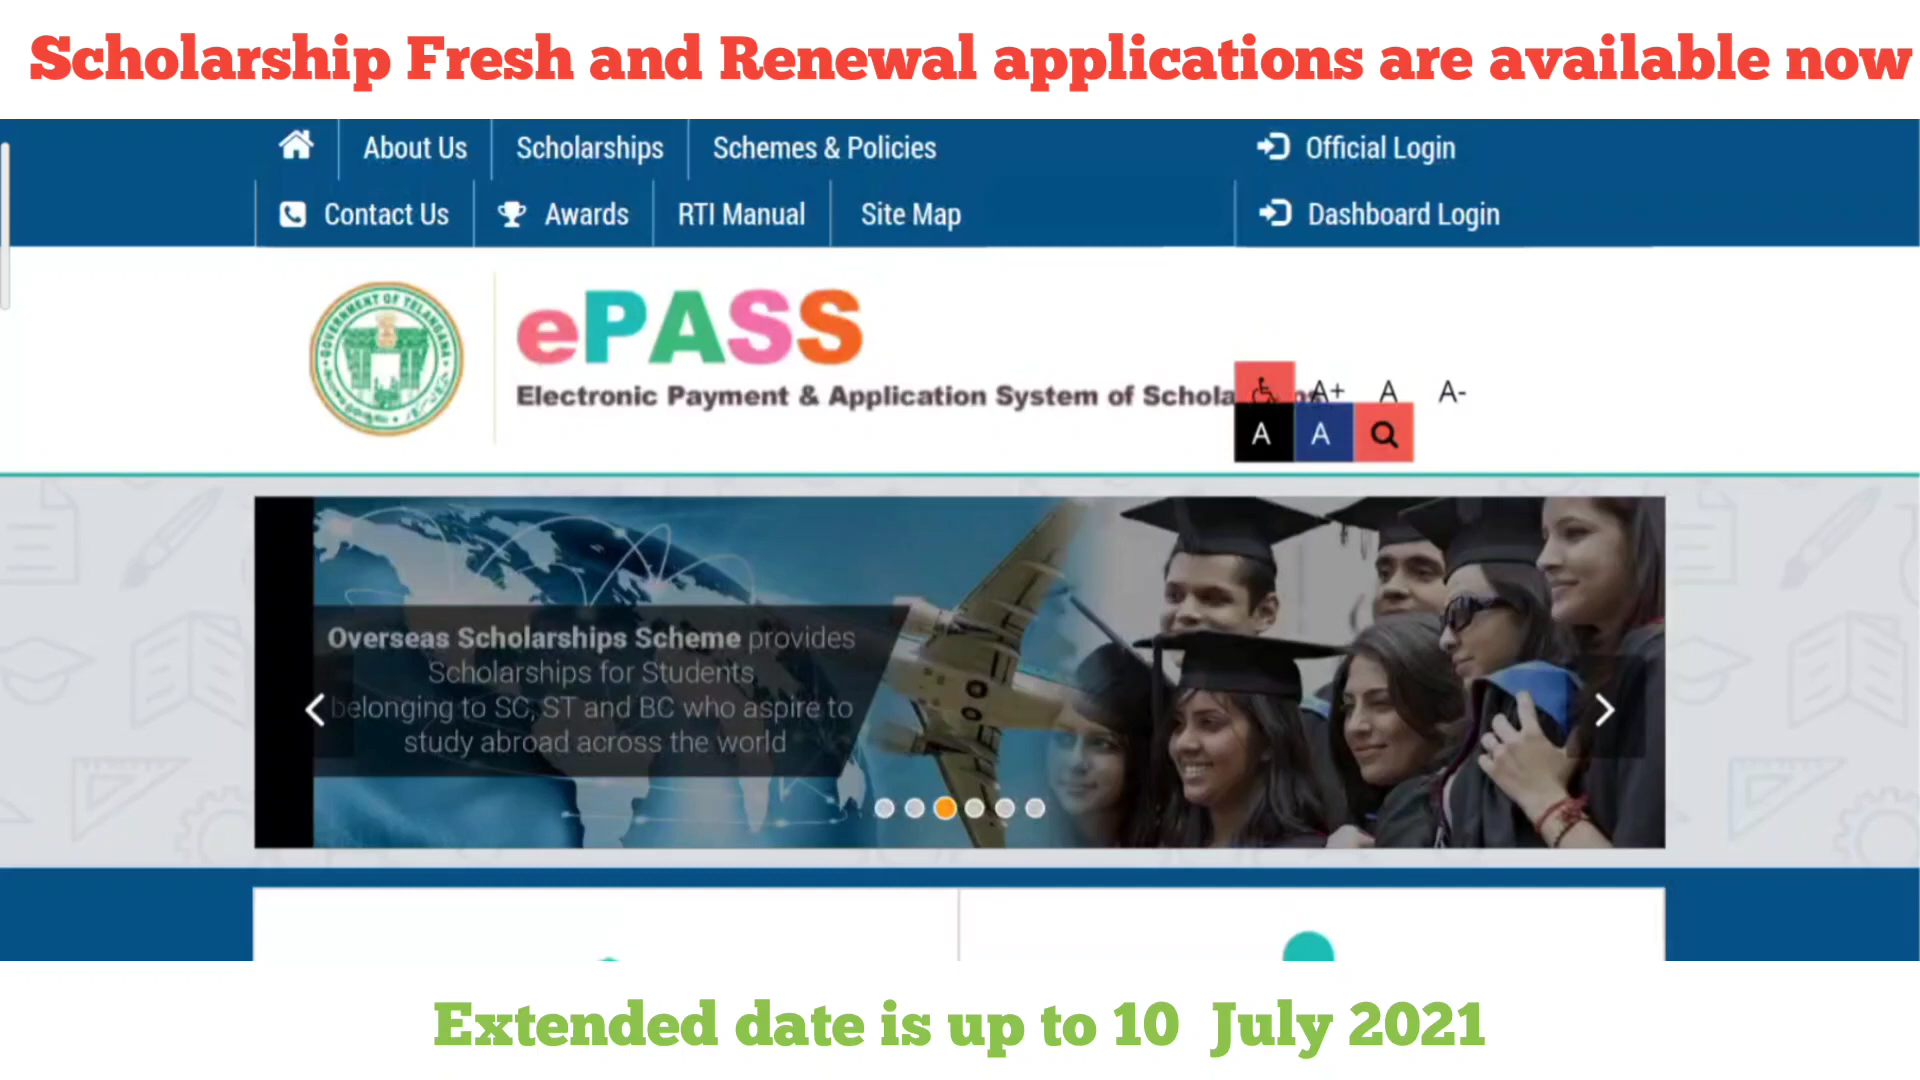 Scholarship Fresh and Renewal applications are available now
About Us
Scholarships
Schemes & Policies
Official Login
Contact Us
Awards
RTI Manual
Site Map
Dashboard Login
GOVERNMENT OF TELANGANA
ePASS
Electronic Payment & Application System of Schola
A+ A A-
A A
Overseas Scholarships Scheme provides
Scholarships for Students
belonging to SC, ST and BC who aspire to
study abroad across the world
Extended date is up to 10 July 2021